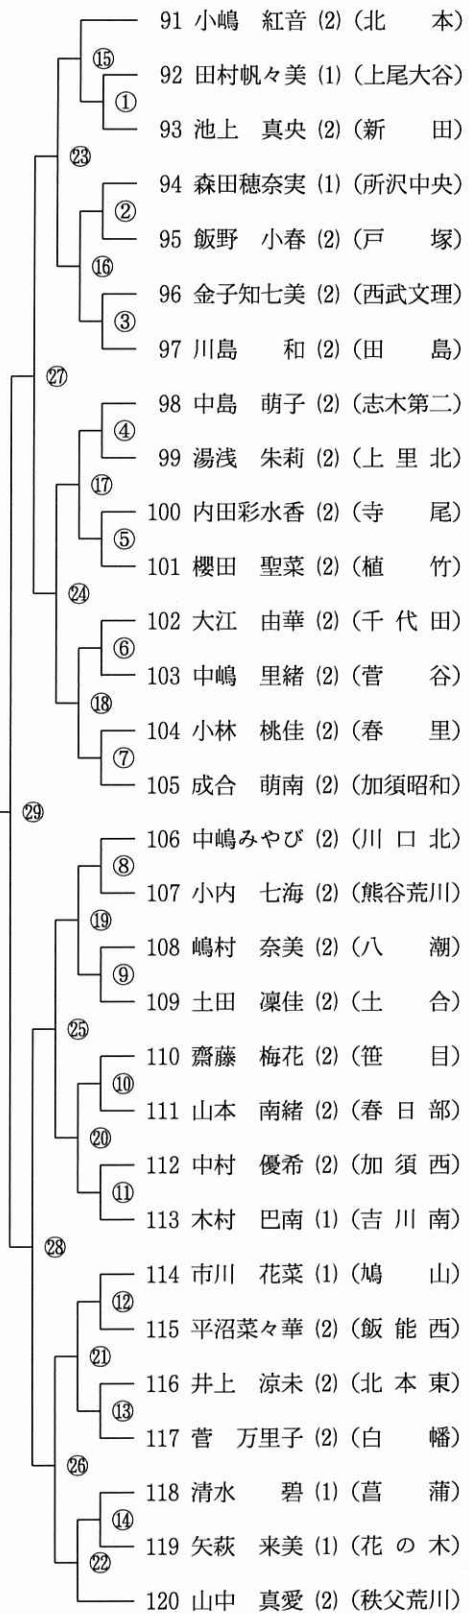 91 小嶋 紅音 (2) (北 本)
⑮
92 田村帆々美 (1) (上尾大谷)
①
93 池上 真央 (2) (新 田)
㉓
94 森田穂奈実 (1) (所沢中央)
②
95 飯野 小春 (2) (戸 塚)
⑯
96 金子知七美 (2) (西武文理)
③
97 川島 和 (2) (田 島)
㉗
98 中島 萌子 (2) (志木第二)
④
99 湯浅 朱莉 (2) (上里北)
⑰
100 内田彩水香 (2) (寺 尾)
⑤
101 櫻田 聖菜 (2) (植 竹)
㉔
102 大江 由華 (2) (千代田)
⑥
103 中嶋 里緒 (2) (菅 谷)
⑱
104 小林 桃佳 (2) (春 里)
⑦
105 成合 萌南 (2) (加須昭和)
㉙
106 中嶋みやび (2) (川口北)
⑧
107 小内 七海 (2) (熊谷荒川)
⑲
108 嶋村 奈美 (2) (八 潮)
⑨
109 土田 凜佳 (2) (土 合)
㉕
110 齋藤 梅花 (2) (笹 目)
⑩
111 山本 南緒 (2) (春日部)
⑳
112 中村 優希 (2) (加須西)
⑪
113 木村 巴南 (1) (吉川南)
㉘
114 市川 花菜 (1) (鳩 山)
⑫
115 平沼菜々華 (2) (飯能西)
㉑
116 井上 涼未 (2) (北本東)
⑬
117 菅 万里子 (2) (白 幡)
㉖
118 清水 碧 (1) (菖 蒲)
⑭
119 矢萩 来美 (1) (花の木)
㉒
120 山中 真愛 (2) (秩父荒川)